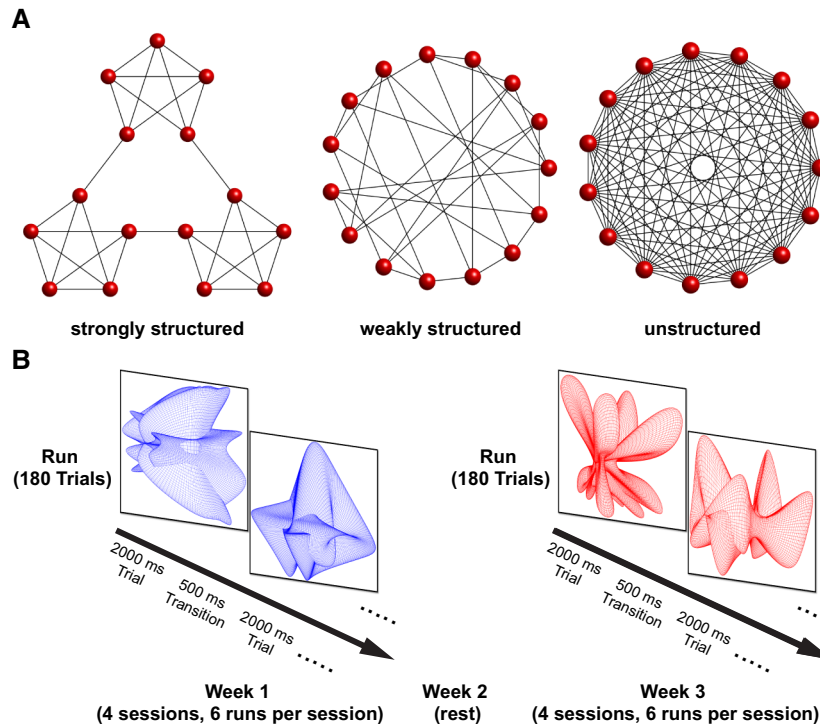 A
strongly structured
weakly structured
unstructured
B
Run
(180 Trials)
2000 ms
Trial
500 ms
Transition
2000 ms
Trial
Run
(180 Trials)
2000 ms
Trial
500 ms
Transition
2000 ms
Trial
Week 1
(4 sessions, 6 runs per session)
Week 2
(rest)
Week 3
(4 sessions, 6 runs per session)